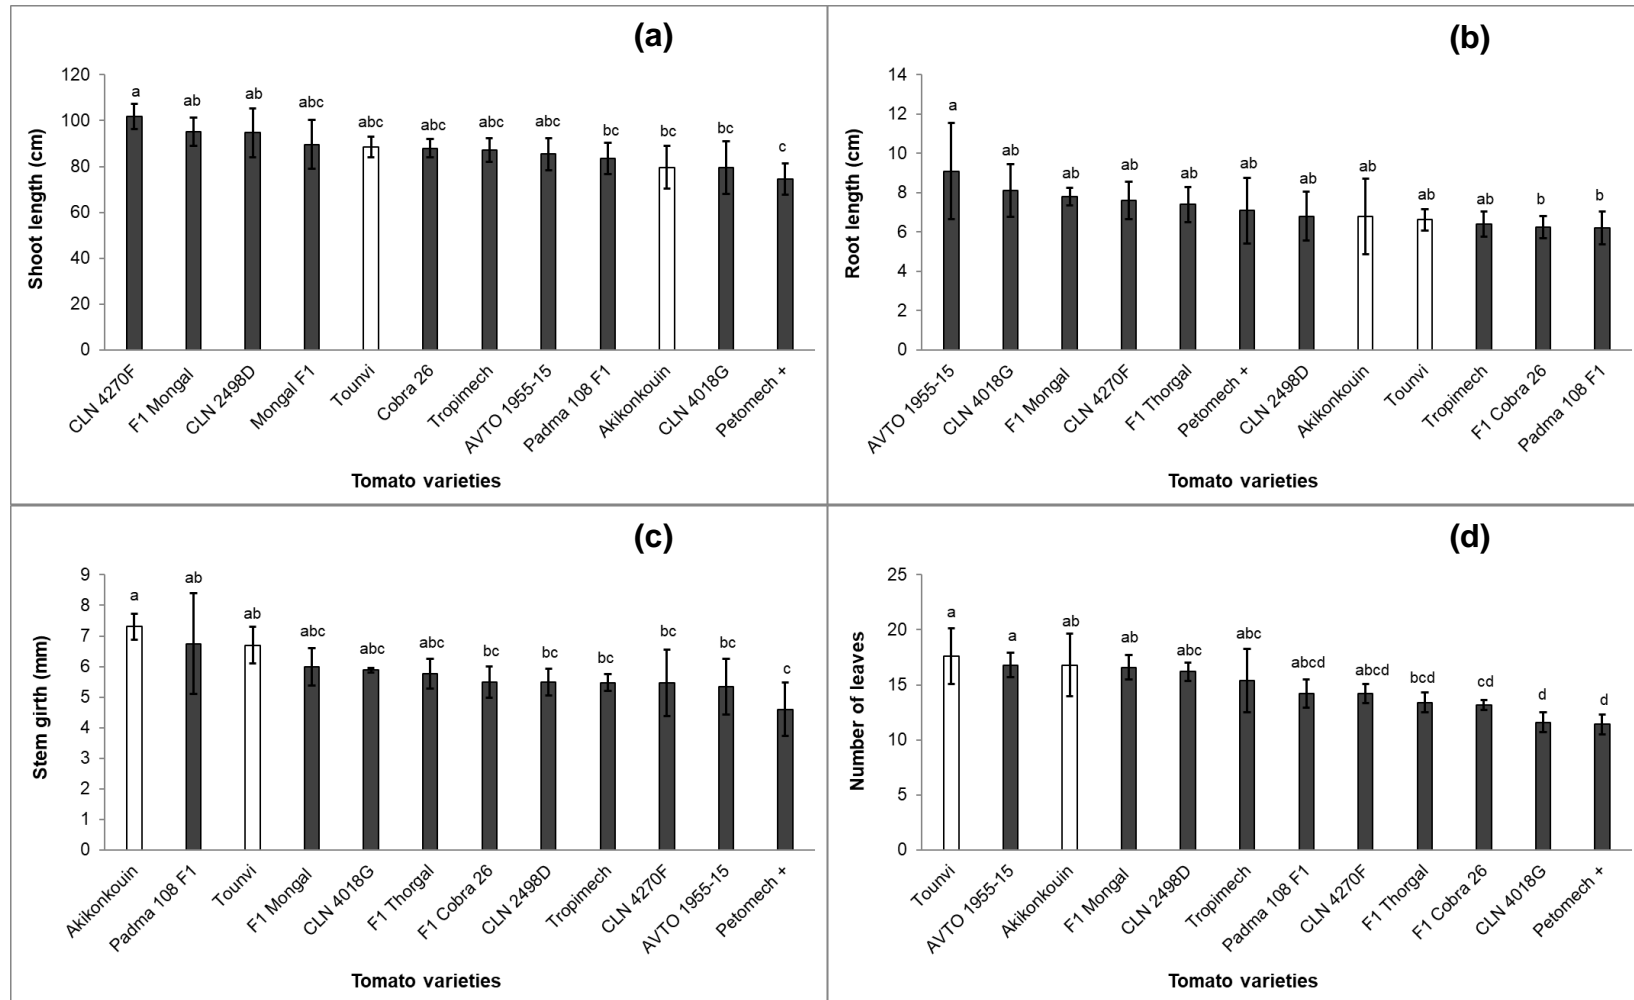 (a)
Shoot length (cm)
120
100
80
60
40
20
0
a
ab
ab
abc
abc
abc
abc
abc
bc
bc
bc
c
CLN 4270F
F1 Mongal
CLN 2498D
Mongal F1
Tounvi
Cobra 26
Tropimech
AVTO 1955-15
Padma 108 F1
Akikonkouin
CLN 4018G
Petomech +
Tomato varieties
(b)
Root length (cm)
14
12
10
8
6
4
2
0
a
ab
ab
ab
ab
ab
ab
ab
ab
ab
b
b
AVTO 1955-15
CLN 4018G
F1 Mongal
CLN 4270F
F1 Thorgal
Petomech +
CLN 2498D
Akikonkouin
Tounvi
Tropimech
F1 Cobra 26
Padma 108 F1
Tomato varieties
(c)
Stem girth (mm)
9
8
7
6
5
4
3
2
1
0
a
ab
ab
abc
abc
abc
bc
bc
bc
bc
bc
c
Akikonkouin
Padma 108 F1
Tounvi
F1 Mongal
CLN 4018G
F1 Thorgal
F1 Cobra 26
CLN 2498D
Tropimech
CLN 4270F
AVTO 1955-15
Petomech +
Tomato varieties
(d)
Number of leaves
25
20
15
10
5
0
a
a
ab
ab
abc
abc
abcd
abcd
bcd
cd
d
d
Tounvi
AVTO 1955-15
Akikonkouin
F1 Mongal
CLN 2498D
Tropimech
Padma 108 F1
CLN 4270F
F1 Thorgal
F1 Cobra 26
CLN 4018G
Petomech +
Tomato varieties